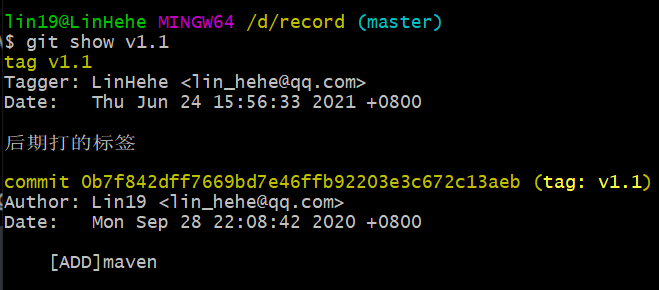 lin19@LinHehe MINGW64 /d/record (master)
$ git show v1.1
tag v1.1
Tagger: LinHehe <lin_hehe@qq.com>
Date:   Thu Jun 24 15:56:33 2021 +0800
后期打的标签
commit 0b7f842dff7669bd7e46ffb92203e3c672c13aeb (tag: v1.1)
Author: Lin19 <lin_hehe@qq.com>
Date:   Mon Sep 28 22:08:42 2020 +0800
    [ADD]maven